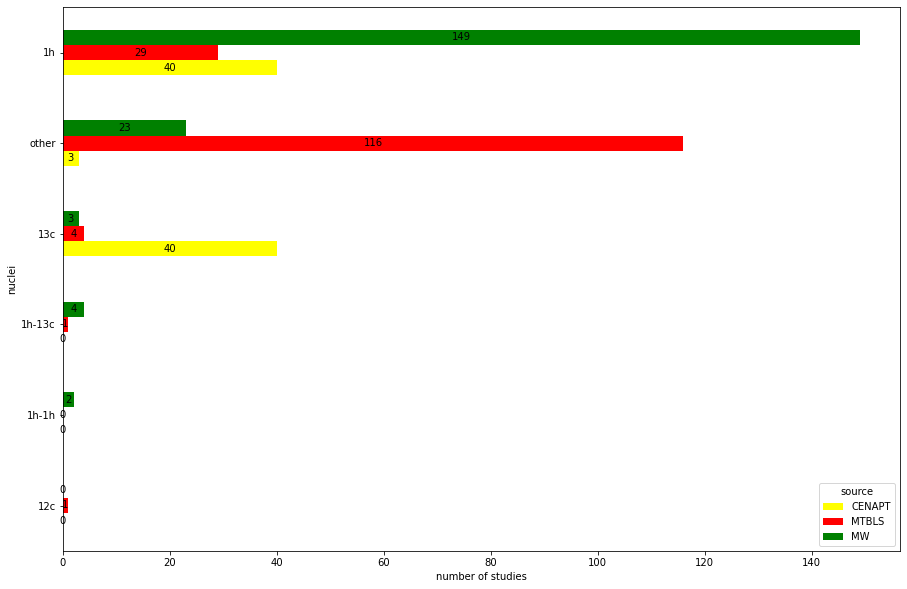 149
1h
29
40
23
other
116
3
3
13c
4
40
nuclei
4
1h-13c
1
0
2
1h-1h
0
0
0
12c
1
0
source
CENAPT
MTBLS
MW
0 20 40 60 80 100 120 140
number of studies